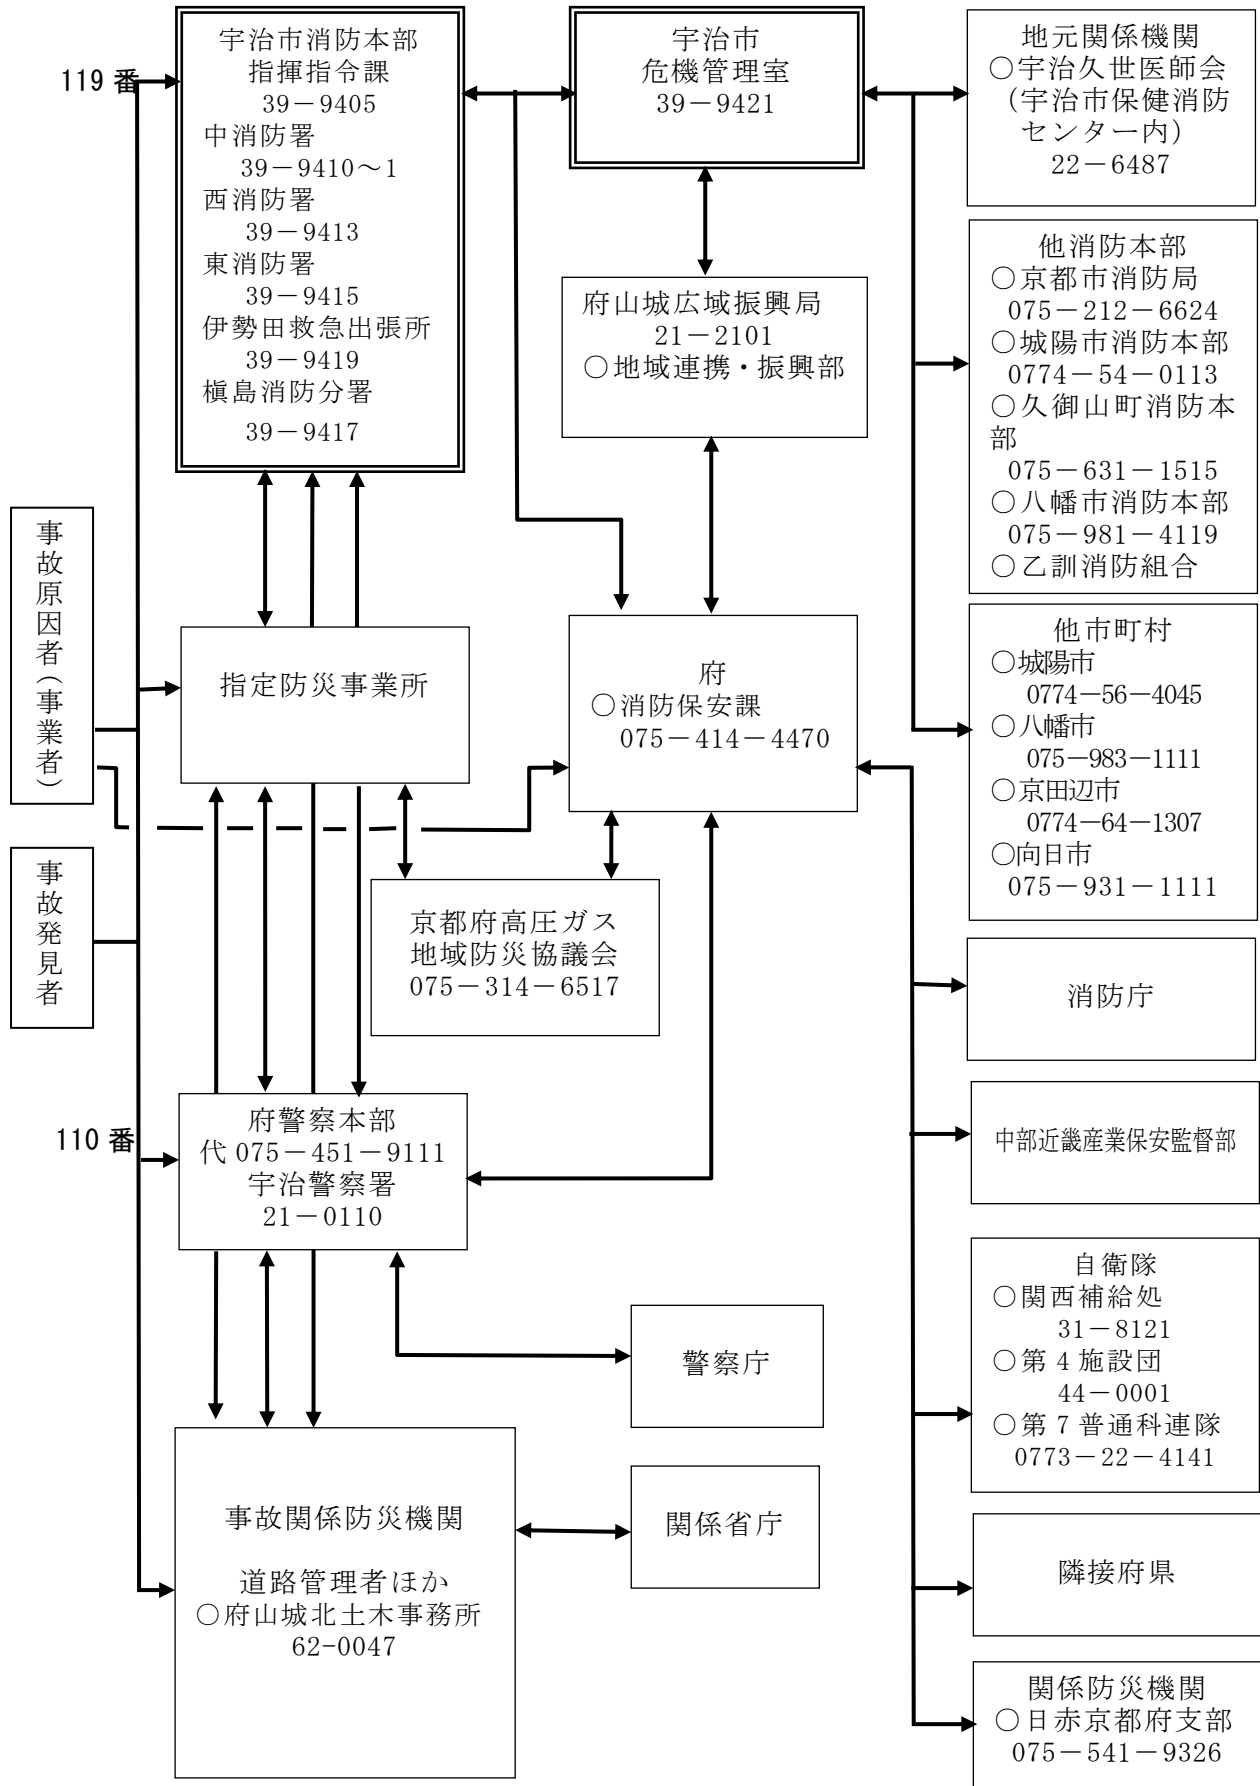 119 番
宇治市消防本部
指揮指令課
39－9405
中消防署
39－9410～1
西消防署
39－9413
東消防署
39－9415
伊勢田救急出張所
39－9419
槇島消防分署
39－9417
宇治市
危機管理室
39－9421
地元関係機関
○宇治久世医師会
（宇治市保健消防
センター内）
22－6487
府山城広域振興局
21－2101
○地域連携・振興部
他消防本部
○京都市消防局
075－212－6624
○城陽市消防本部
0774－54－0113
○久御山町消防本
部
075－631－1515
○八幡市消防本部
075－981－4119
○乙訓消防組合
事故原因者（事業者）
指定防災事業所
府
○消防保安課
075－414－4470
他市町村
○城陽市
0774－56－4045
○八幡市
075－983－1111
○京田辺市
0774－64－1307
○向日市
075－931－1111
事故発見者
京都府高圧ガス
地域防災協議会
075－314－6517
消防庁
110 番
府警察本部
代 075－451－9111
宇治警察署
21－0110
中部近畿産業保安監督部
警察庁
自衛隊
○関西補給処
31－8121
○第 4 施設団
44－0001
○第 7 普通科連隊
0773－22－4141
事故関係防災機関
道路管理者ほか
○府山城北土木事務所
62-0047
関係省庁
隣接府県
関係防災機関
○日赤京都府支部
075－541－9326